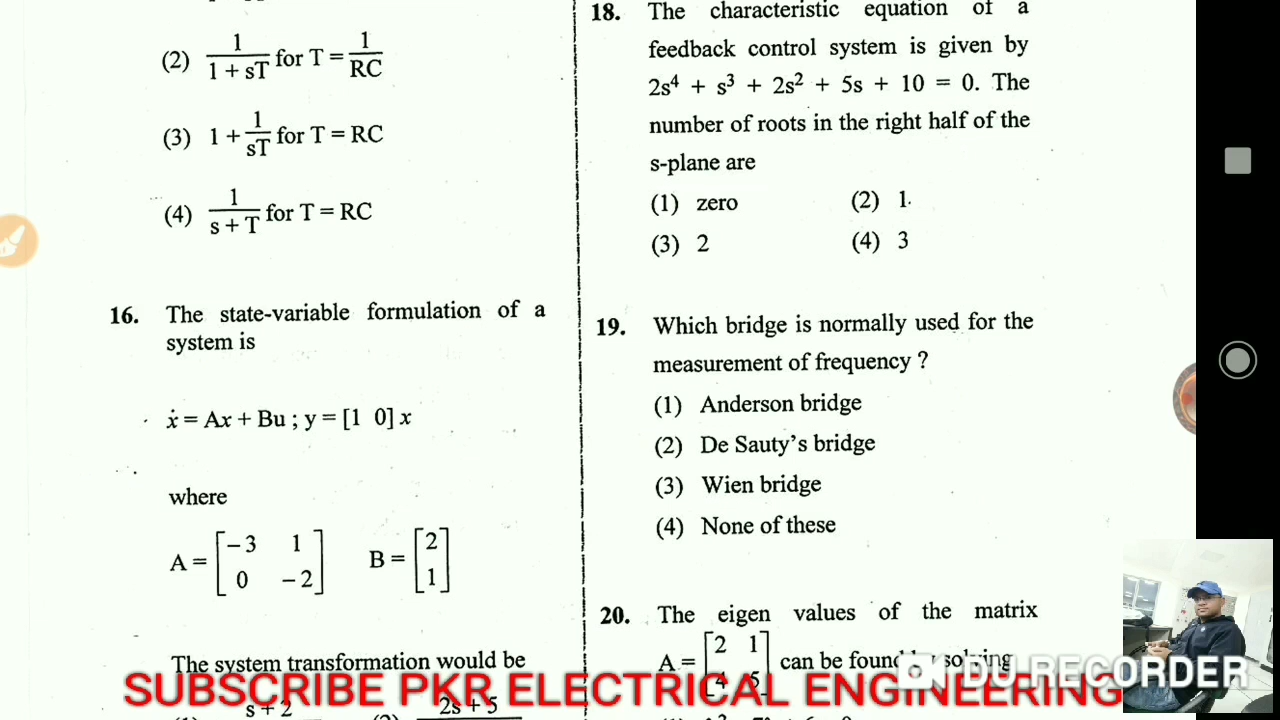 (2) 1/(1 + sT) for T = 1/RC
(3) 1 + 1/sT for T = RC
(4) 1/(s + T) for T = RC
16. The state-variable formulation of a
system is
ẋ = Ax + Bu ; y = [1 0] x
where
A = [−3 1
0 −2] B = [2
1]
The system transformation would be
s + 2
2s + 5
18. The characteristic equation of a
feedback control system is given by
2s⁴ + s³ + 2s² + 5s + 10 = 0. The
number of roots in the right half of the
s-plane are
(1) zero (2) 1
(3) 2 (4) 3
19. Which bridge is normally used for the
measurement of frequency ?
(1) Anderson bridge
(2) De Sauty's bridge
(3) Wien bridge
(4) None of these
20. The eigen values of the matrix
A = [2 1
4 5] can be found by solving
SUBSCRIBE PKR ELECTRICAL ENGINEERING
DU RECORDER